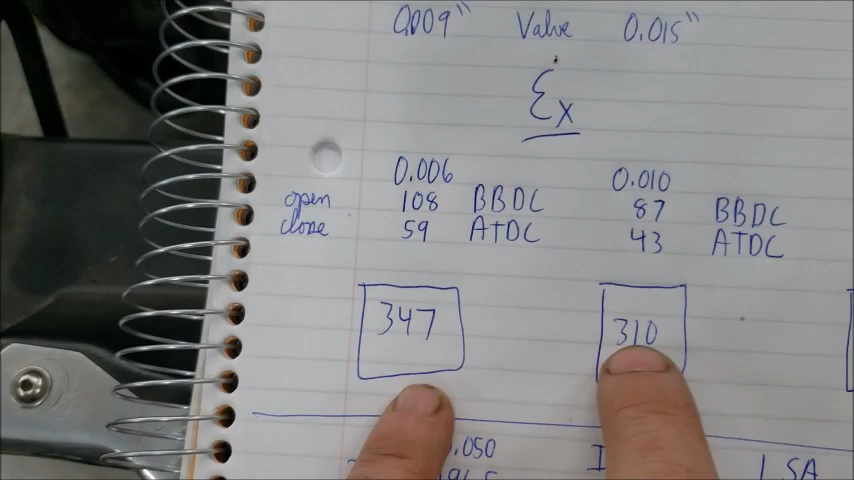 0.009" Valve 0.015"
Ex
0.006 0.010
open 108 BBDC 87 BBDC
close 59 ATDC 43 ATDC
347 310
.050
LSA